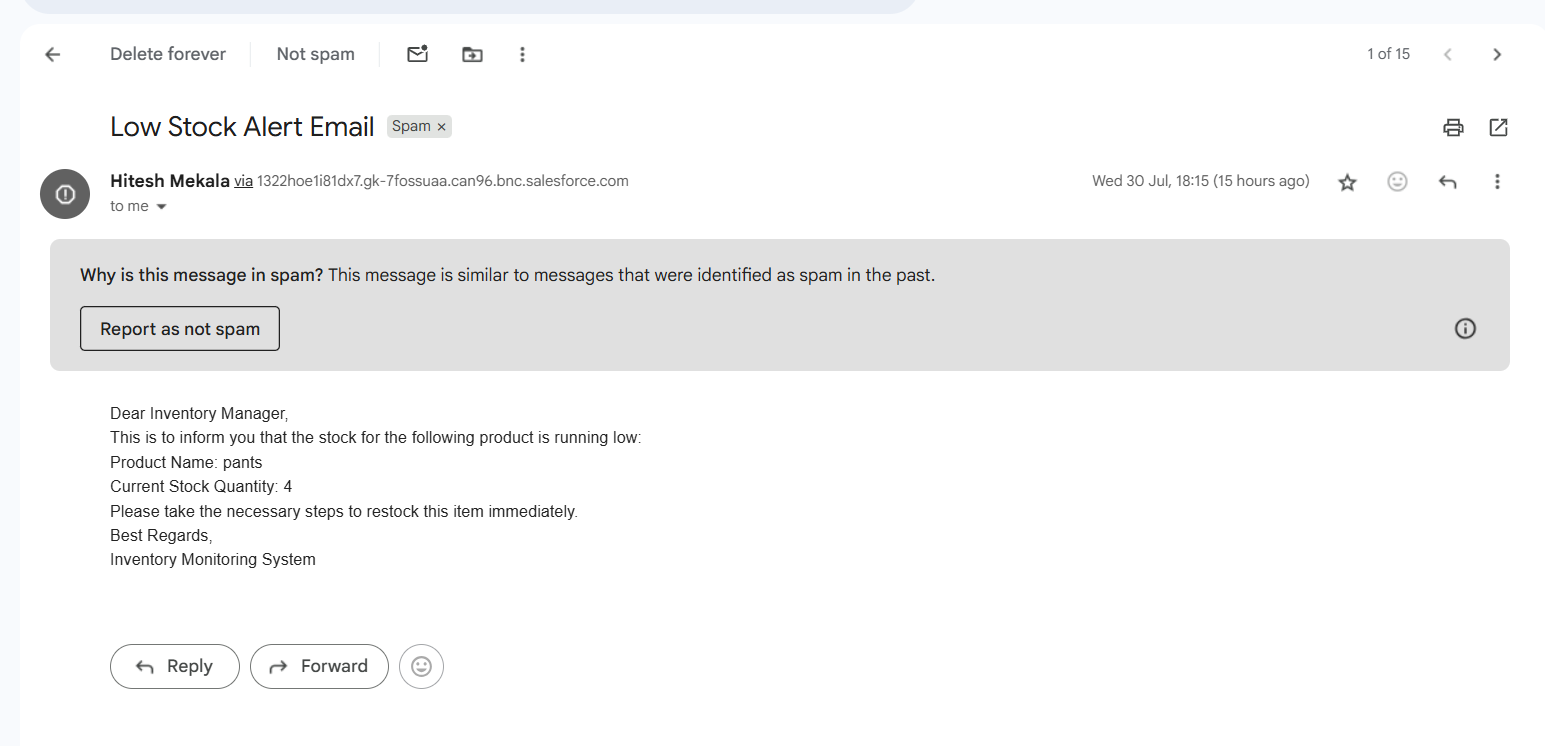 Delete forever
Not spam
1 of 15
Low Stock Alert Email
Spam ×
Hitesh Mekala via 1322hoe1i81dx7.gk-7fossuaa.can96.bnc.salesforce.com
Wed 30 Jul, 18:15 (15 hours ago)
to me
Why is this message in spam? This message is similar to messages that were identified as spam in the past.
Report as not spam
Dear Inventory Manager,
This is to inform you that the stock for the following product is running low:
Product Name: pants
Current Stock Quantity: 4
Please take the necessary steps to restock this item immediately.
Best Regards,
Inventory Monitoring System
Reply
Forward